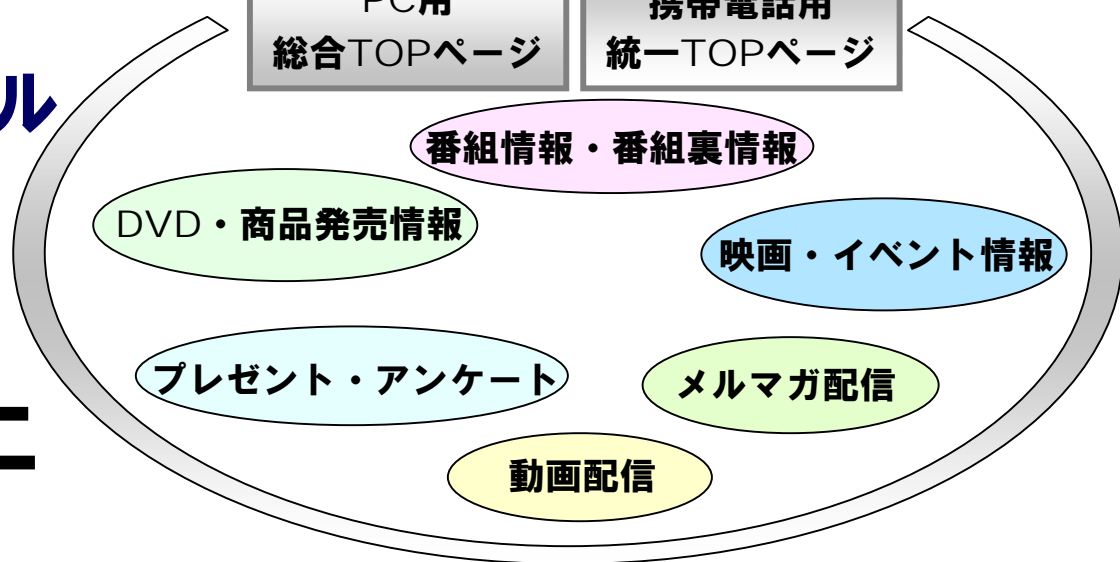 PC用
携帯電話用
総合TOPページ
統一TOPページ
ル
番組情報・番組裏情報
DVD・商品発売情報
映画・イベント情報
プレゼント・アンケート
メルマガ配信
動画配信